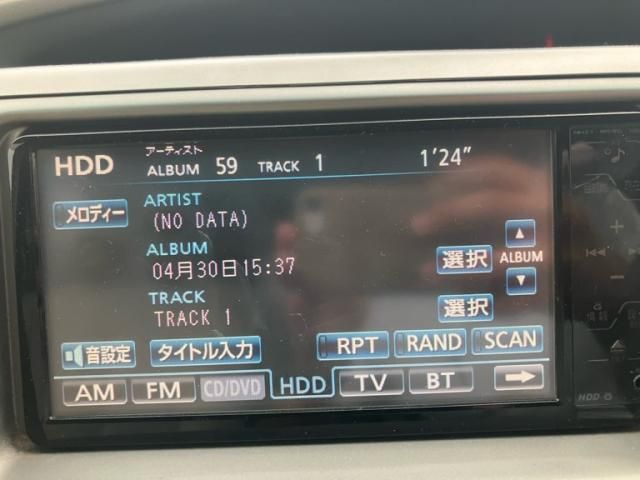 アーティスト
HDD ALBUM 59 TRACK 1 1'24"
メロディー
ARTIST
(NO DATA)
ALBUM
04月30日15:37
選択
ALBUM
TRACK
TRACK 1
選択
音設定 タイトル入力 RPT RAND SCAN
AM FM CD/DVD HDD TV BT
HDD